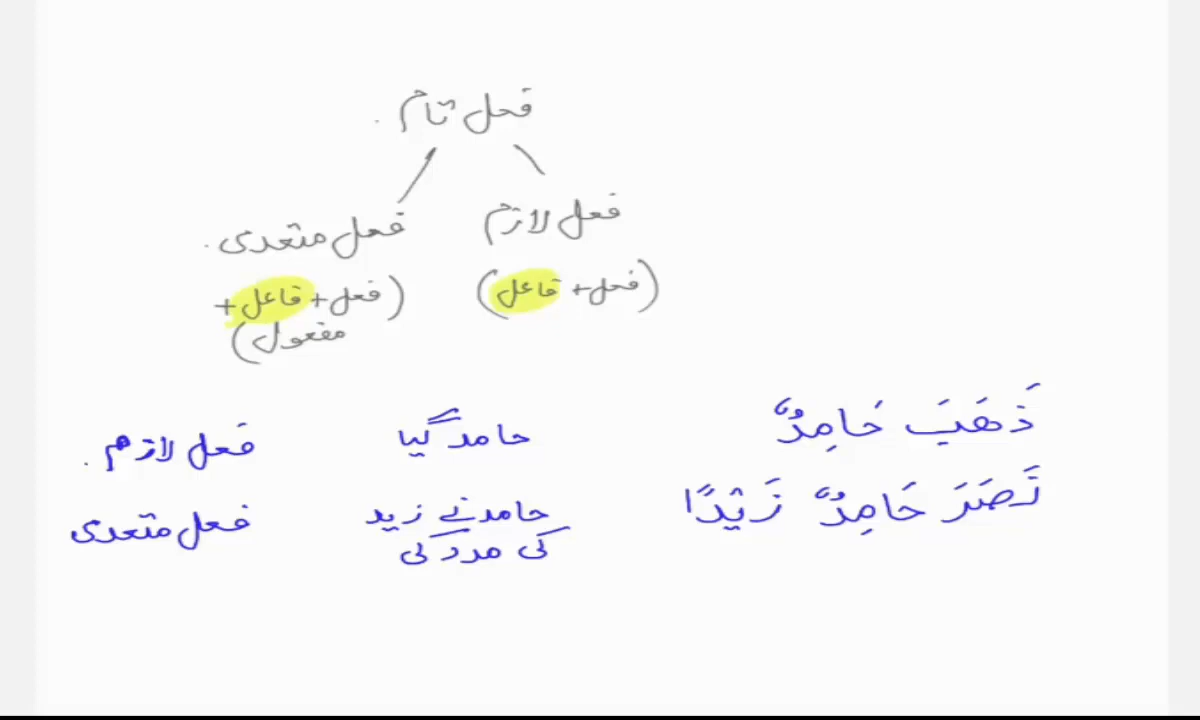 فعل تام
فعل لازم
(فعل + فاعل)
فعل متعدی
(فعل + فاعل +
مفعول)
ذَهَبَ حَامِدٌ حامد گیا فعل لازم
نَصَرَ حَامِدٌ زَيْدًا حامد نے زید فعل متعدی
کی مدد کی